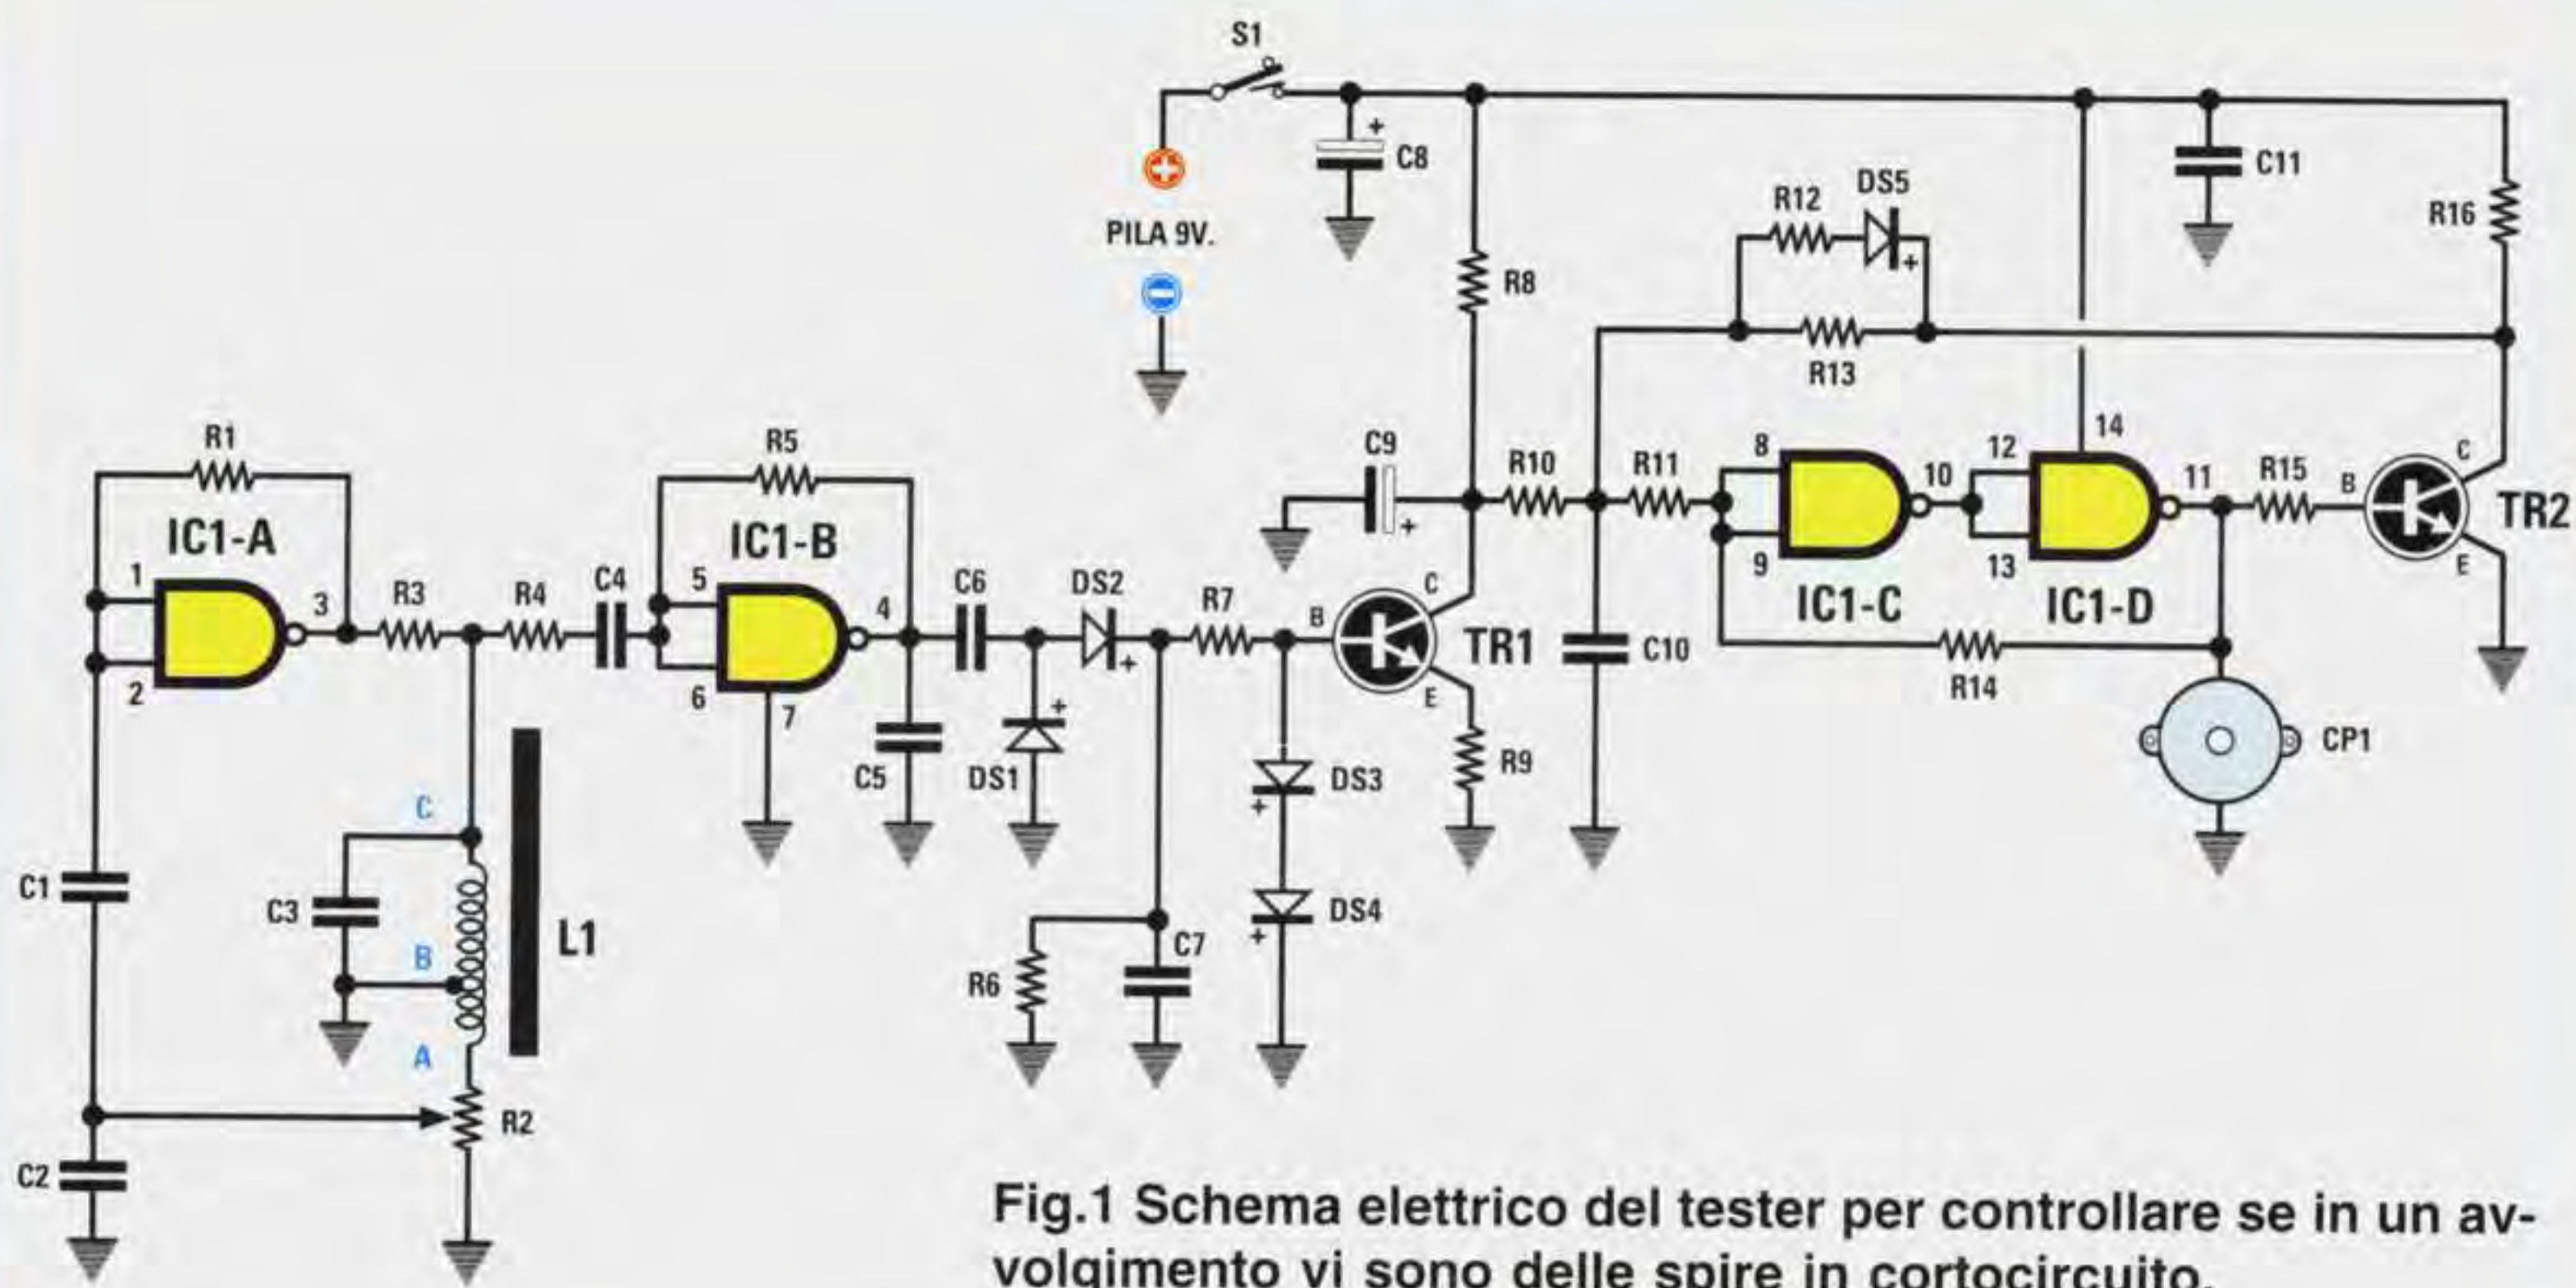 S1
+
C8
PILA 9V.
R8
R12
DS5
+
R13
C11
R16
R1
IC1-A
1
2
3
R3
R4
C4
R5
IC1-B
5
6
4
7
C6
DS2
+
R7
C9
+
R10
R11
8
9
10
IC1-C
12
13
14
11
IC1-D
R15
B
C
E
TR2
B
C
E
TR1
C10
R14
CP1
C5
DS1
+
DS3
+
DS4
+
R9
R6
C7
C
B
A
C1
C3
L1
R2
C2
Fig.1 Schema elettrico del tester per controllare se in un av-
volgimento vi sono delle spire in cortocircuito.